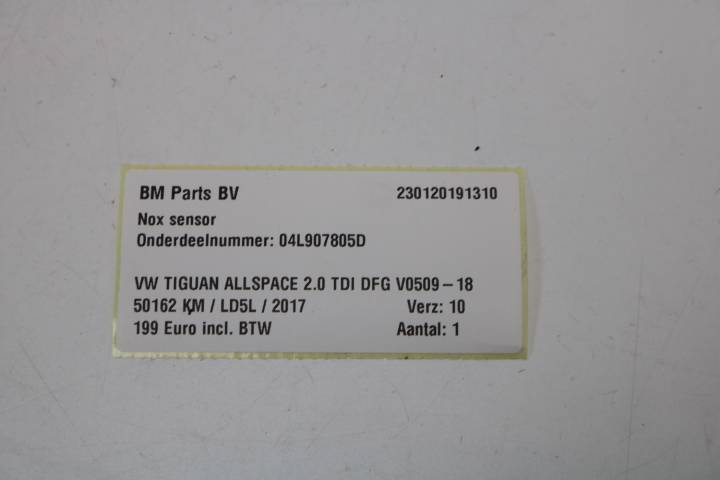 BM Parts BV 230120191310
Nox sensor
Onderdeelnummer: 04L907805D
VW TIGUAN ALLSPACE 2.0 TDI DFG V0509-18
50162 KM / LD5L / 2017 Verz: 10
199 Euro incl. BTW Aantal: 1